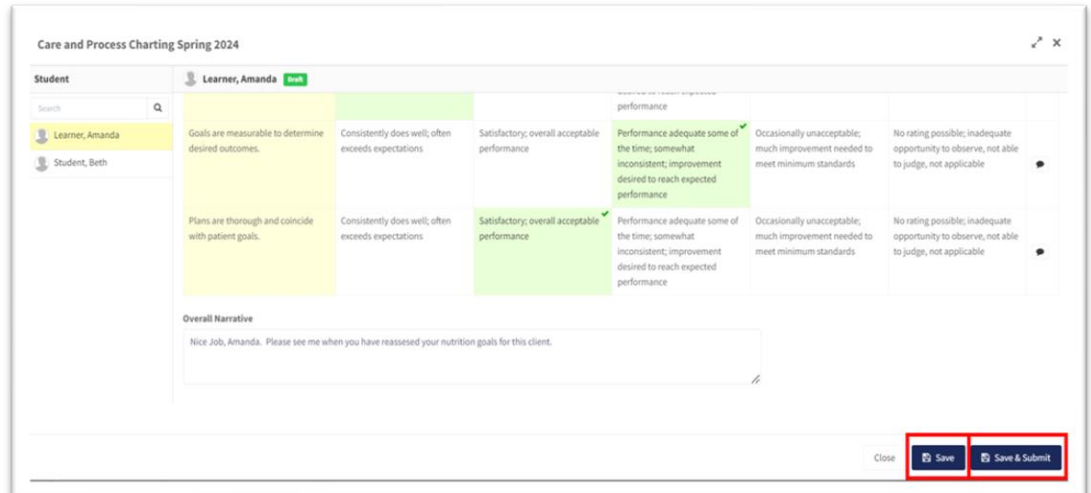 Care and Process Charting Spring 2024
Student
Learner, Amanda Draft
Search
Learner, Amanda
Student, Beth
performance
Goals are measurable to determine
desired outcomes.
Consistently does well; often
exceeds expectations
Satisfactory; overall acceptable
performance
Performance adequate some of
the time; somewhat
inconsistent; improvement
desired to reach expected
performance
Occasionally unacceptable;
much improvement needed to
meet minimum standards
No rating possible; inadequate
opportunity to observe, not able
to judge, not applicable
Plans are thorough and coincide
with patient goals.
Consistently does well; often
exceeds expectations
Satisfactory; overall acceptable
performance
Performance adequate some of
the time; somewhat
inconsistent; improvement
desired to reach expected
performance
Occasionally unacceptable;
much improvement needed to
meet minimum standards
No rating possible; inadequate
opportunity to observe, not able
to judge, not applicable
Overall Narrative
Nice Job, Amanda. Please see me when you have reassesed your nutrition goals for this client.
Close
Save
Save & Submit